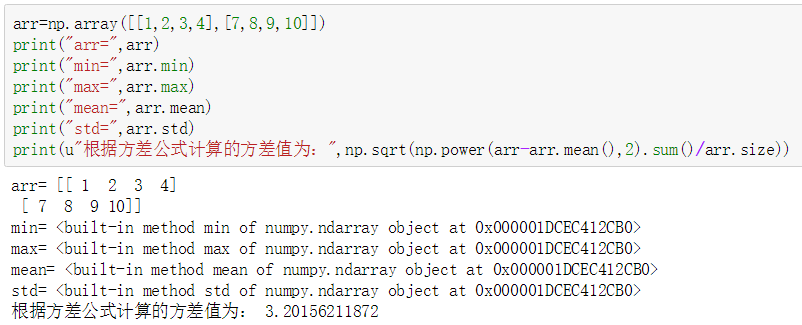 arr=np.array([[1,2,3,4],[7,8,9,10]])
print("arr=",arr)
print("min=",arr.min)
print("max=",arr.max)
print("mean=",arr.mean)
print("std=",arr.std)
print(u"根据方差公式计算的方差值为：",np.sqrt(np.power(arr-arr.mean(),2).sum()/arr.size))
arr= [[ 1  2  3  4]
 [ 7  8  9 10]]
min= <built-in method min of numpy.ndarray object at 0x000001DCEC412CB0>
max= <built-in method max of numpy.ndarray object at 0x000001DCEC412CB0>
mean= <built-in method mean of numpy.ndarray object at 0x000001DCEC412CB0>
std= <built-in method std of numpy.ndarray object at 0x000001DCEC412CB0>
根据方差公式计算的方差值为： 3.20156211872